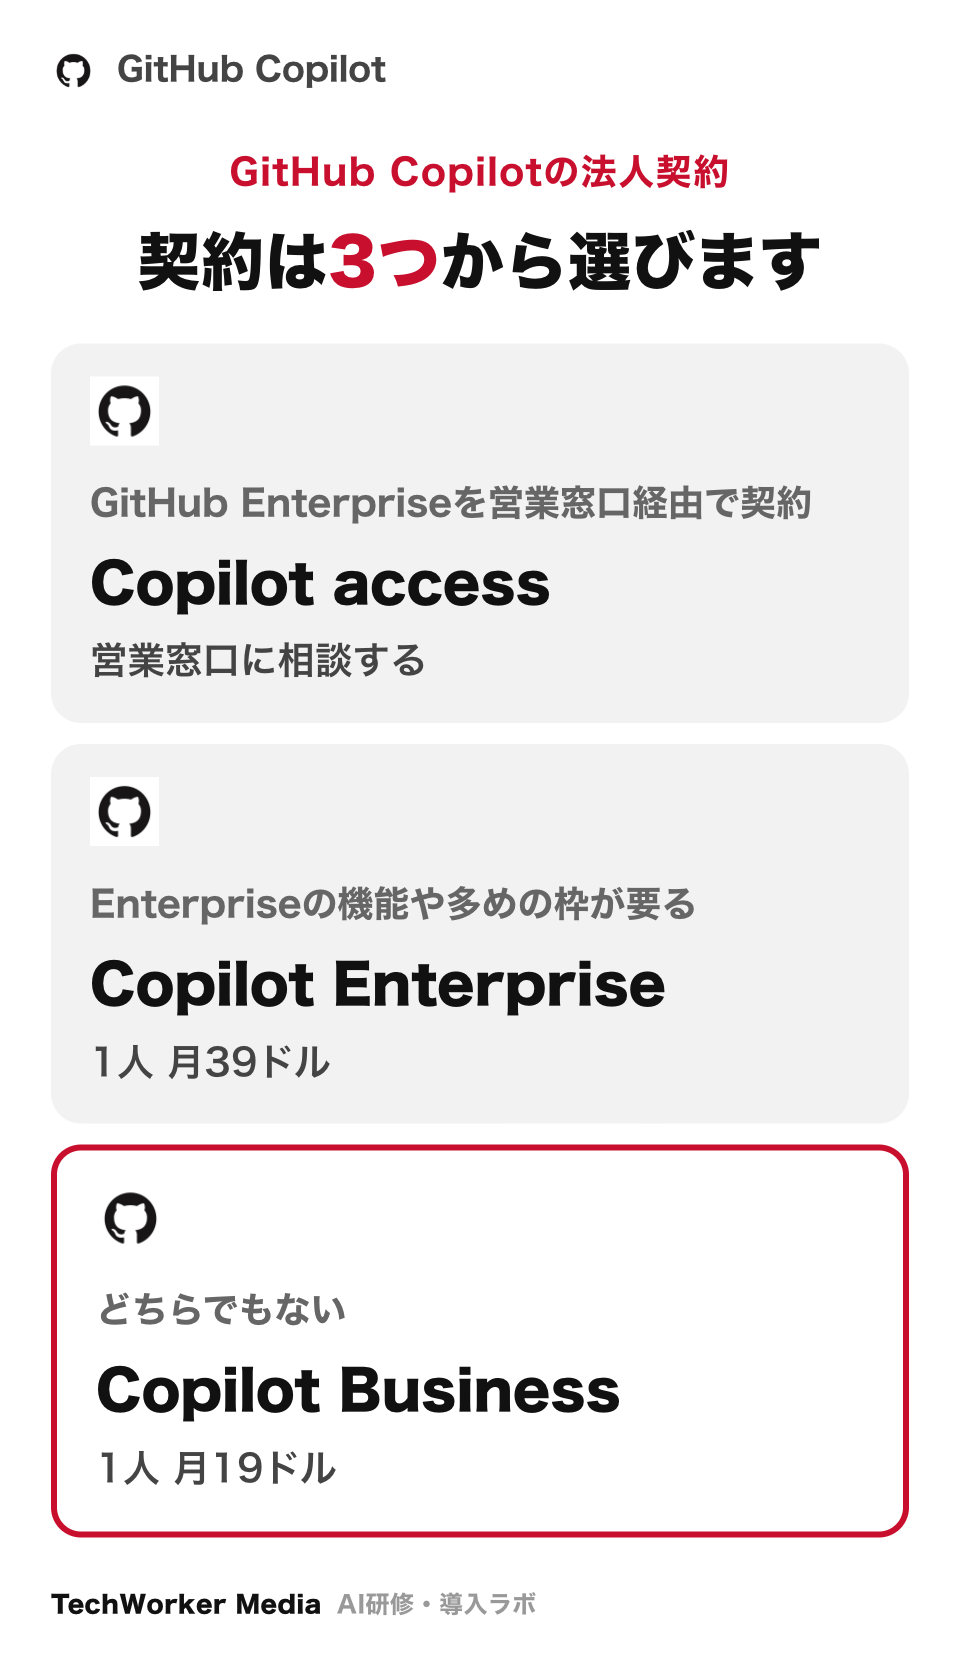 GitHub Copilot
GitHub Copilotの法人契約
契約は3つから選びます
GitHub Enterpriseを営業窓口経由で契約
Copilot access
営業窓口に相談する
Enterpriseの機能や多めの枠が要る
Copilot Enterprise
1人 月39ドル
どちらでもない
Copilot Business
1人 月19ドル
TechWorker Media AI研修・導入ラボ